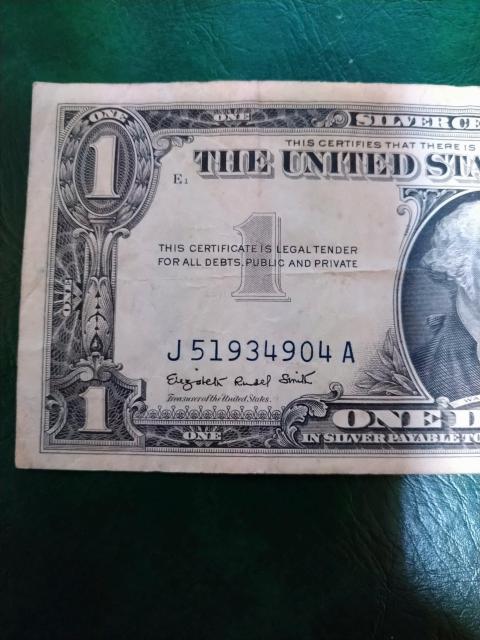 ONE
ONE
SILVER CE
THIS CERTIFIES THAT THERE IS
1
E1
THE UNITED STA
1
THIS CERTIFICATE IS LEGAL TENDER
FOR ALL DEBTS, PUBLIC AND PRIVATE
ONE
J 51934904 A
Elizabeth Rudel Smith
Treasurer of the United States.
1
ONE D
ONE
IN SILVER PAYABLE TO